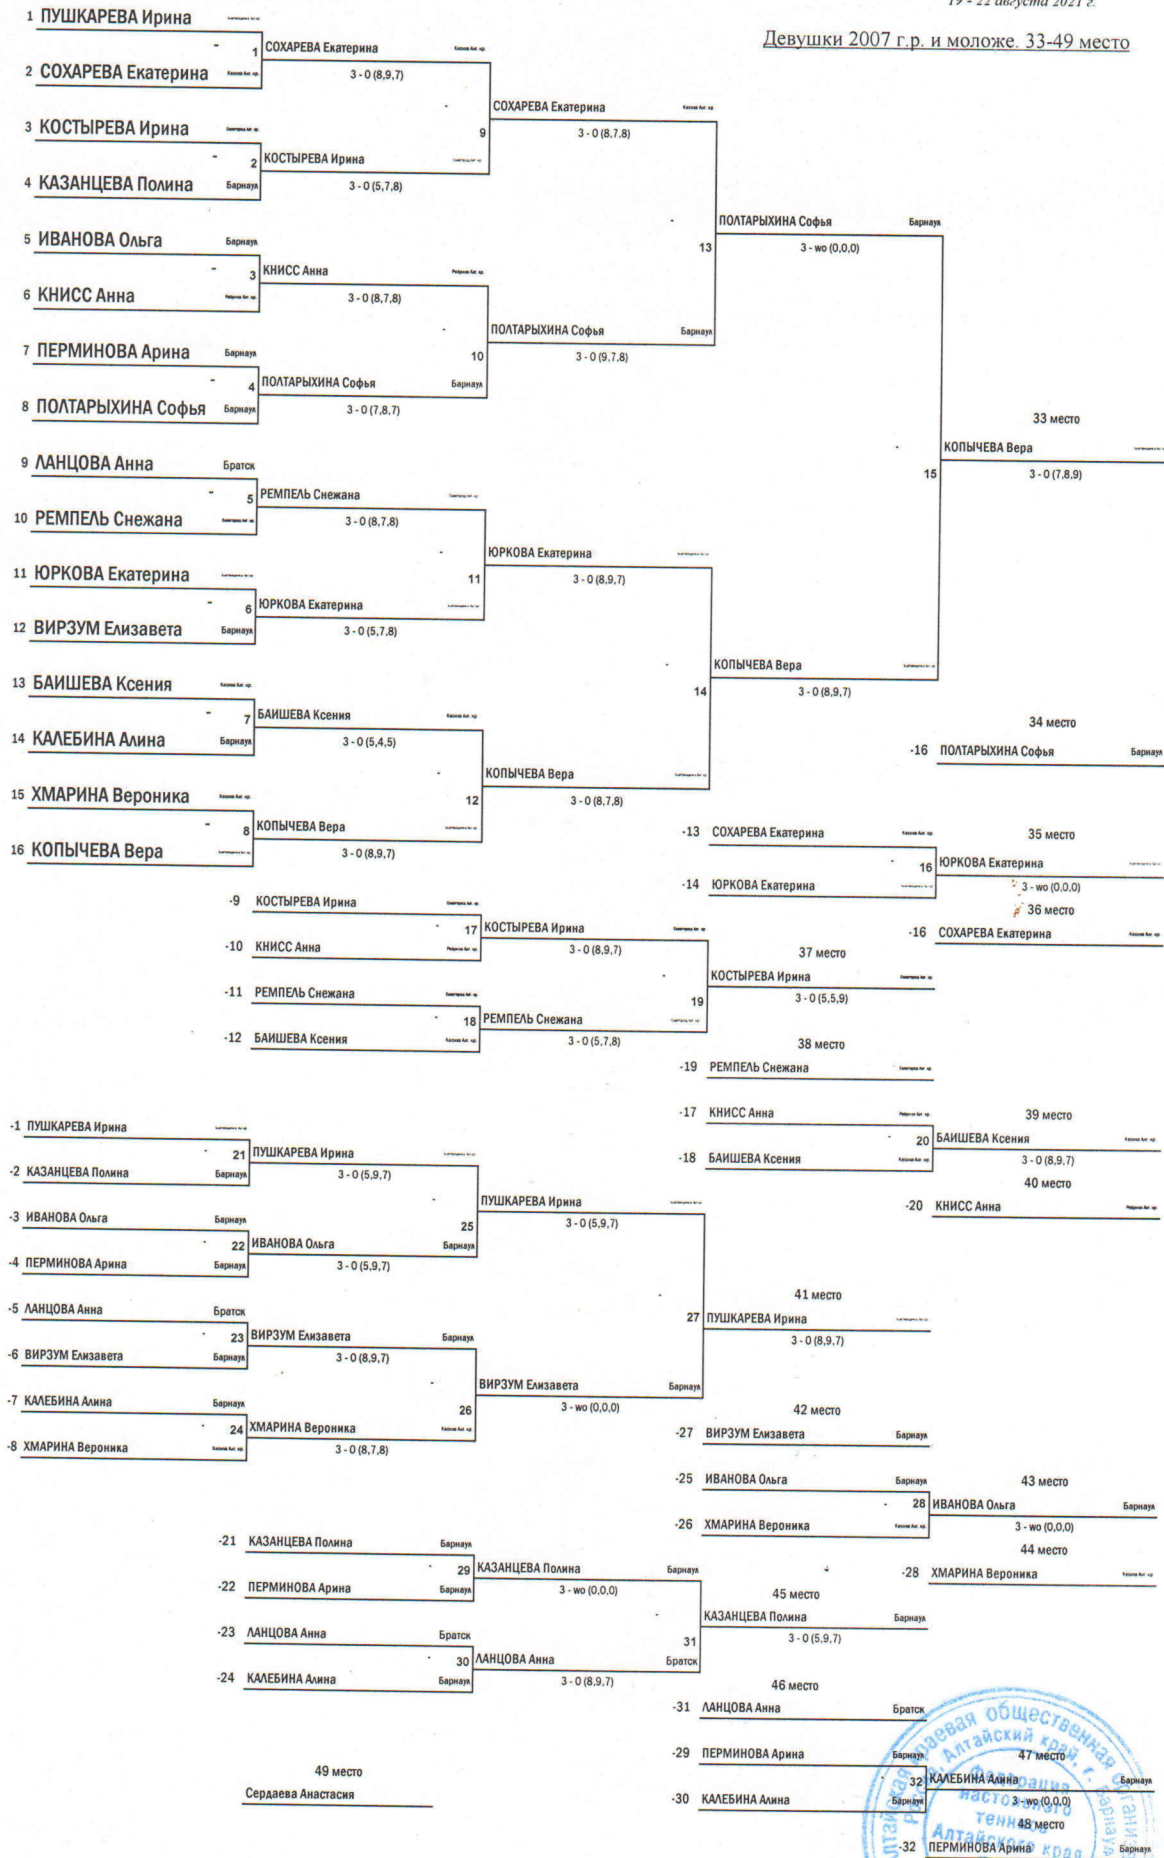 19 - 22 августа 2021 г.
Девушки 2007 г.р. и моложе. 33-49 место
1 ПУШКАРЕВА Ирина
- 1 СОХАРЕВА Екатерина
2 СОХАРЕВА Екатерина
3 - 0 (8,9,7)
9 СОХАРЕВА Екатерина
3 - 0 (8,7,8)
3 КОСТЫРЕВА Ирина
- 2 КОСТЫРЕВА Ирина
4 КАЗАНЦЕВА Полина Барнаул
3 - 0 (5,7,8)
13 ПОЛТАРЫХИНА Софья Барнаул
3 - wo (0,0,0)
5 ИВАНОВА Ольга Барнаул
- 3 КНИСС Анна
6 КНИСС Анна
3 - 0 (8,7,8)
10 ПОЛТАРЫХИНА Софья Барнаул
3 - 0 (9,7,8)
7 ПЕРМИНОВА Арина Барнаул
- 4 ПОЛТАРЫХИНА Софья Барнаул
8 ПОЛТАРЫХИНА Софья Барнаул
3 - 0 (7,8,7)
33 место
15 КОПЫЧЕВА Вера
3 - 0 (7,8,9)
9 ЛАНЦОВА Анна Братск
- 5 РЕМПЕЛЬ Снежана
10 РЕМПЕЛЬ Снежана
3 - 0 (8,7,8)
11 ЮРКОВА Екатерина
3 - 0 (8,9,7)
11 ЮРКОВА Екатерина
- 6 ЮРКОВА Екатерина
12 ВИРЗУМ Елизавета Барнаул
3 - 0 (5,7,8)
14 КОПЫЧЕВА Вера
3 - 0 (8,9,7)
13 БАИШЕВА Ксения
- 7 БАИШЕВА Ксения
14 КАЛЕБИНА Алина Барнаул
3 - 0 (5,4,5)
12 КОПЫЧЕВА Вера
3 - 0 (8,7,8)
15 ХМАРИНА Вероника
- 8 КОПЫЧЕВА Вера
16 КОПЫЧЕВА Вера
3 - 0 (8,9,7)
34 место
-16 ПОЛТАРЫХИНА Софья Барнаул
-13 СОХАРЕВА Екатерина
35 место
16 ЮРКОВА Екатерина
-14 ЮРКОВА Екатерина
3 - wo (0,0,0)
36 место
-16 СОХАРЕВА Екатерина
-9 КОСТЫРЕВА Ирина
17 КОСТЫРЕВА Ирина
-10 КНИСС Анна
3 - 0 (8,9,7)
37 место
19 КОСТЫРЕВА Ирина
3 - 0 (5,5,9)
-11 РЕМПЕЛЬ Снежана
18 РЕМПЕЛЬ Снежана
-12 БАИШЕВА Ксения
3 - 0 (5,7,8)
38 место
-19 РЕМПЕЛЬ Снежана
-17 КНИСС Анна
39 место
20 БАИШЕВА Ксения
-18 БАИШЕВА Ксения
3 - 0 (8,9,7)
40 место
-20 КНИСС Анна
-1 ПУШКАРЕВА Ирина
21 ПУШКАРЕВА Ирина
-2 КАЗАНЦЕВА Полина Барнаул
3 - 0 (5,9,7)
25 ПУШКАРЕВА Ирина
3 - 0 (5,9,7)
-3 ИВАНОВА Ольга Барнаул
22 ИВАНОВА Ольга Барнаул
-4 ПЕРМИНОВА Арина Барнаул
3 - 0 (5,9,7)
41 место
27 ПУШКАРЕВА Ирина
3 - 0 (8,9,7)
-5 ЛАНЦОВА Анна Братск
23 ВИРЗУМ Елизавета Барнаул
-6 ВИРЗУМ Елизавета Барнаул
3 - 0 (8,9,7)
26 ВИРЗУМ Елизавета Барнаул
3 - wo (0,0,0)
-7 КАЛЕБИНА Алина Барнаул
24 ХМАРИНА Вероника
-8 ХМАРИНА Вероника
3 - 0 (8,7,8)
42 место
-27 ВИРЗУМ Елизавета Барнаул
-25 ИВАНОВА Ольга Барнаул
43 место
28 ИВАНОВА Ольга Барнаул
-26 ХМАРИНА Вероника
3 - wo (0,0,0)
44 место
-28 ХМАРИНА Вероника
-21 КАЗАНЦЕВА Полина Барнаул
29 КАЗАНЦЕВА Полина Барнаул
-22 ПЕРМИНОВА Арина Барнаул
3 - wo (0,0,0)
45 место
31 КАЗАНЦЕВА Полина Барнаул
3 - 0 (5,9,7)
-23 ЛАНЦОВА Анна Братск
30 ЛАНЦОВА Анна Братск
-24 КАЛЕБИНА Алина Барнаул
3 - 0 (8,9,7)
46 место
-31 ЛАНЦОВА Анна Братск
-29 ПЕРМИНОВА Арина Барнаул
47 место
32 КАЛЕБИНА Алина Барнаул
-30 КАЛЕБИНА Алина Барнаул
3 - wo (0,0,0)
48 место
-32 ПЕРМИНОВА Арина Барнаул
49 место
Сердаева Анастасия
краевая общественная
Алтайский край, г. Барнаул
Федерация
настольного
тенниса
Алтайского края